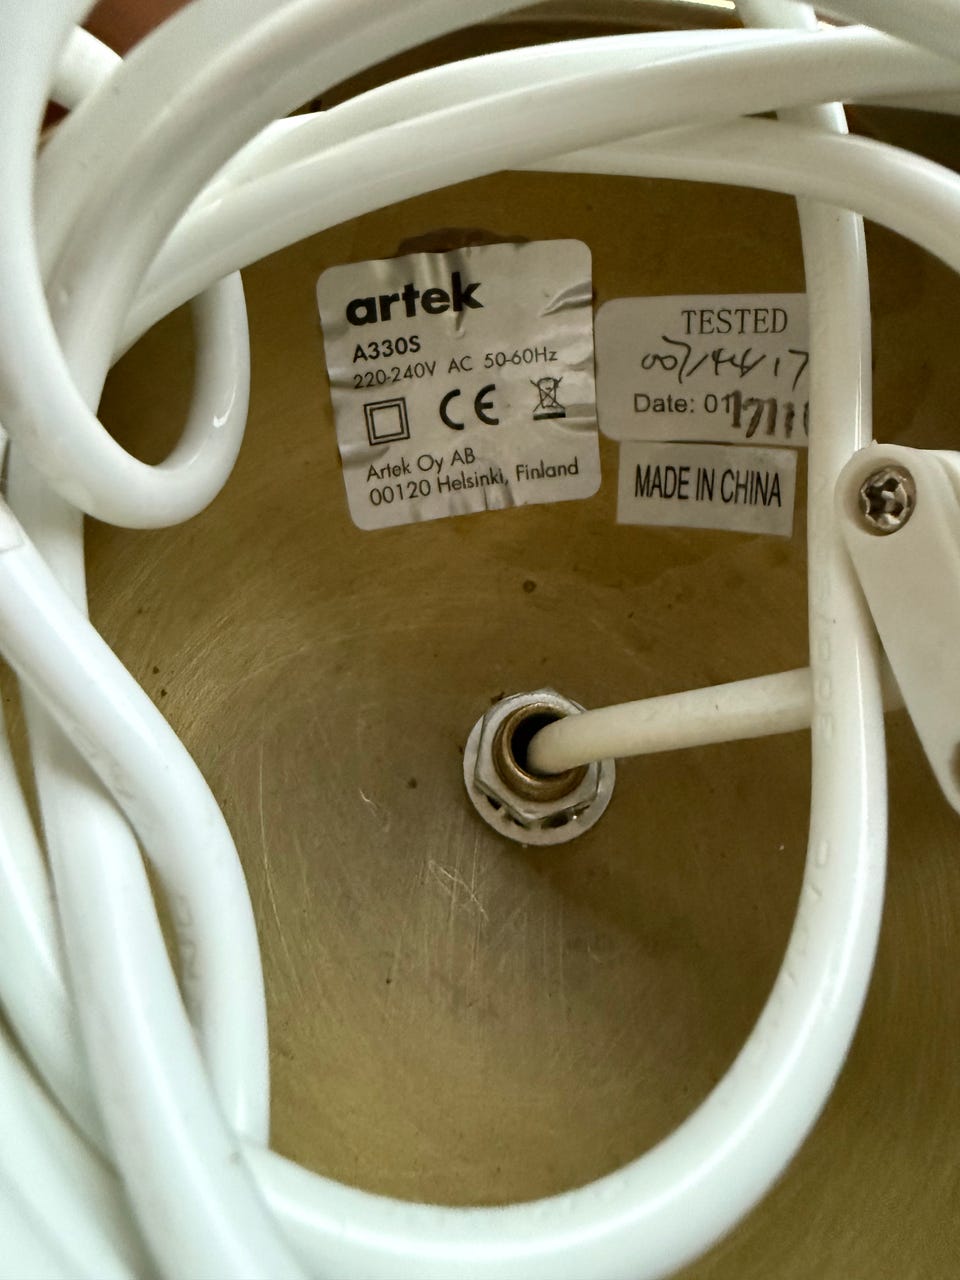 artek
A330S
220-240V AC 50-60Hz
CE
Artek Oy AB
00120 Helsinki, Finland
TESTED
Date: 01
MADE IN CHINA